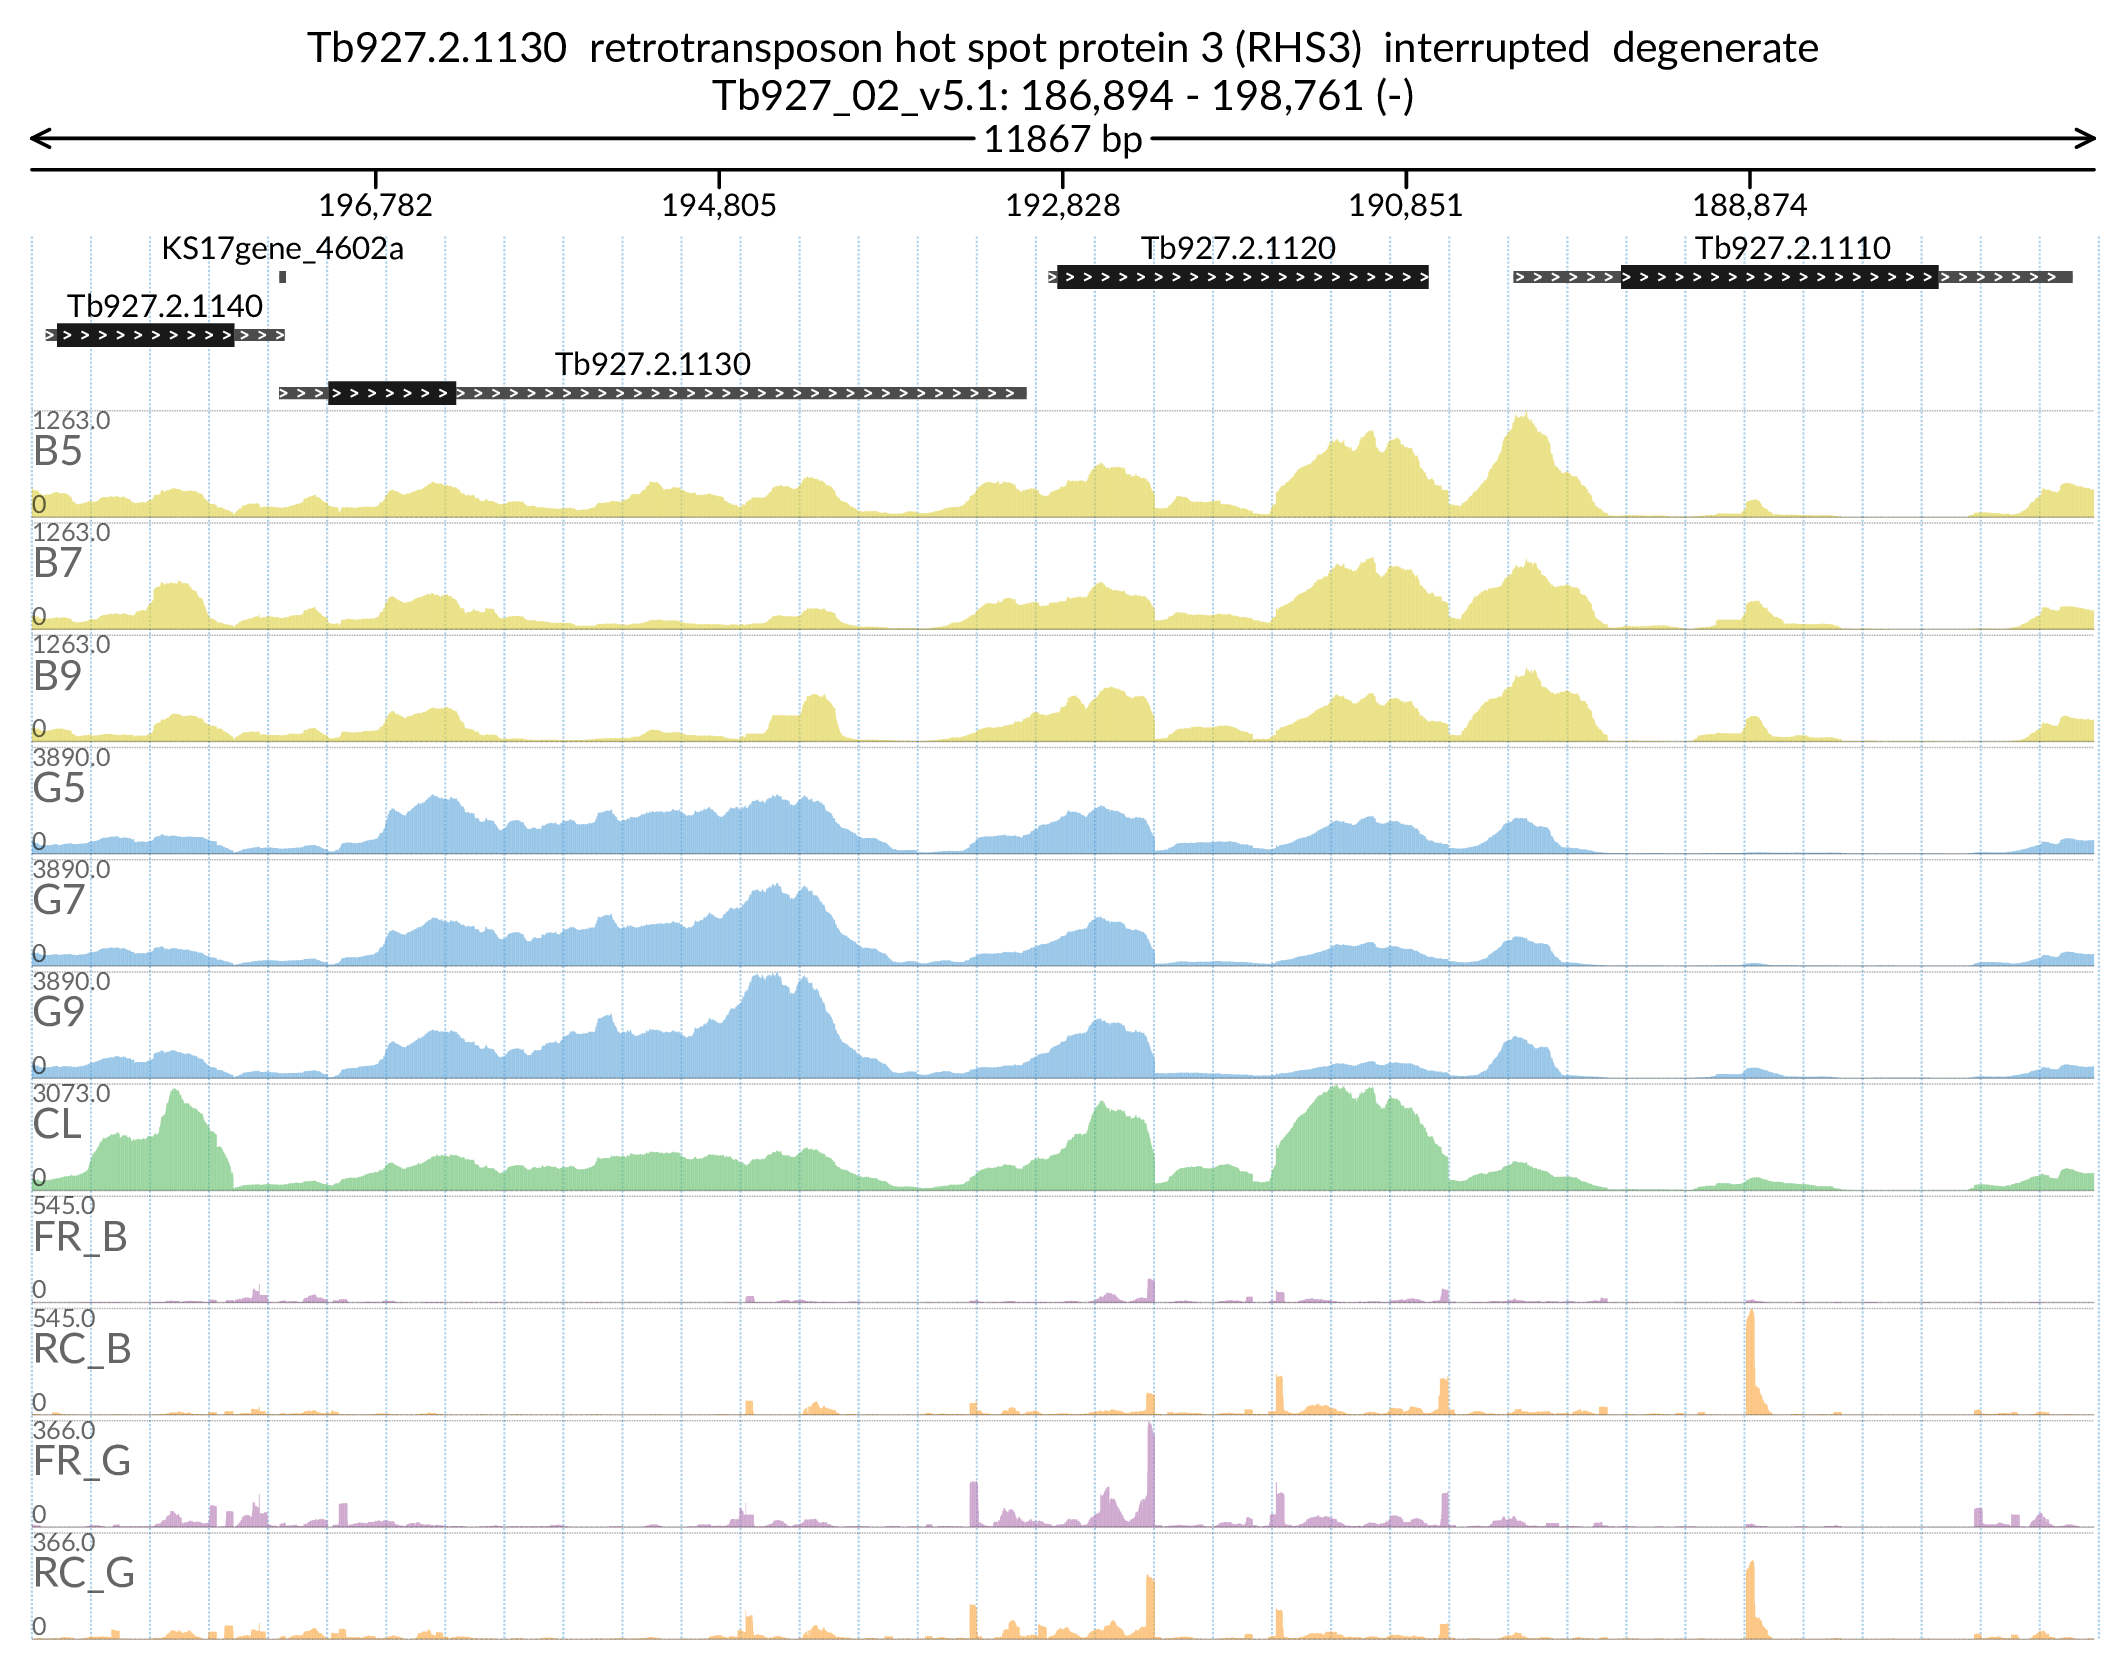 Tb927.2.1130 retrotransposon hot spot protein 3 (RHS3) interrupted degenerate
Tb927_02_v5.1: 186,894 - 198,761 (-)
11867 bp
196,782 194,805 192,828 190,851 188,874
KS17gene_4602a Tb927.2.1120 Tb927.2.1110
Tb927.2.1140
Tb927.2.1130
1263.0
B5
0
1263.0
B7
0
1263.0
B9
0
3890.0
G5
0
3890.0
G7
0
3890.0
G9
0
3073.0
CL
0
545.0
FR_B
0
545.0
RC_B
0
366.0
FR_G
0
366.0
RC_G
0